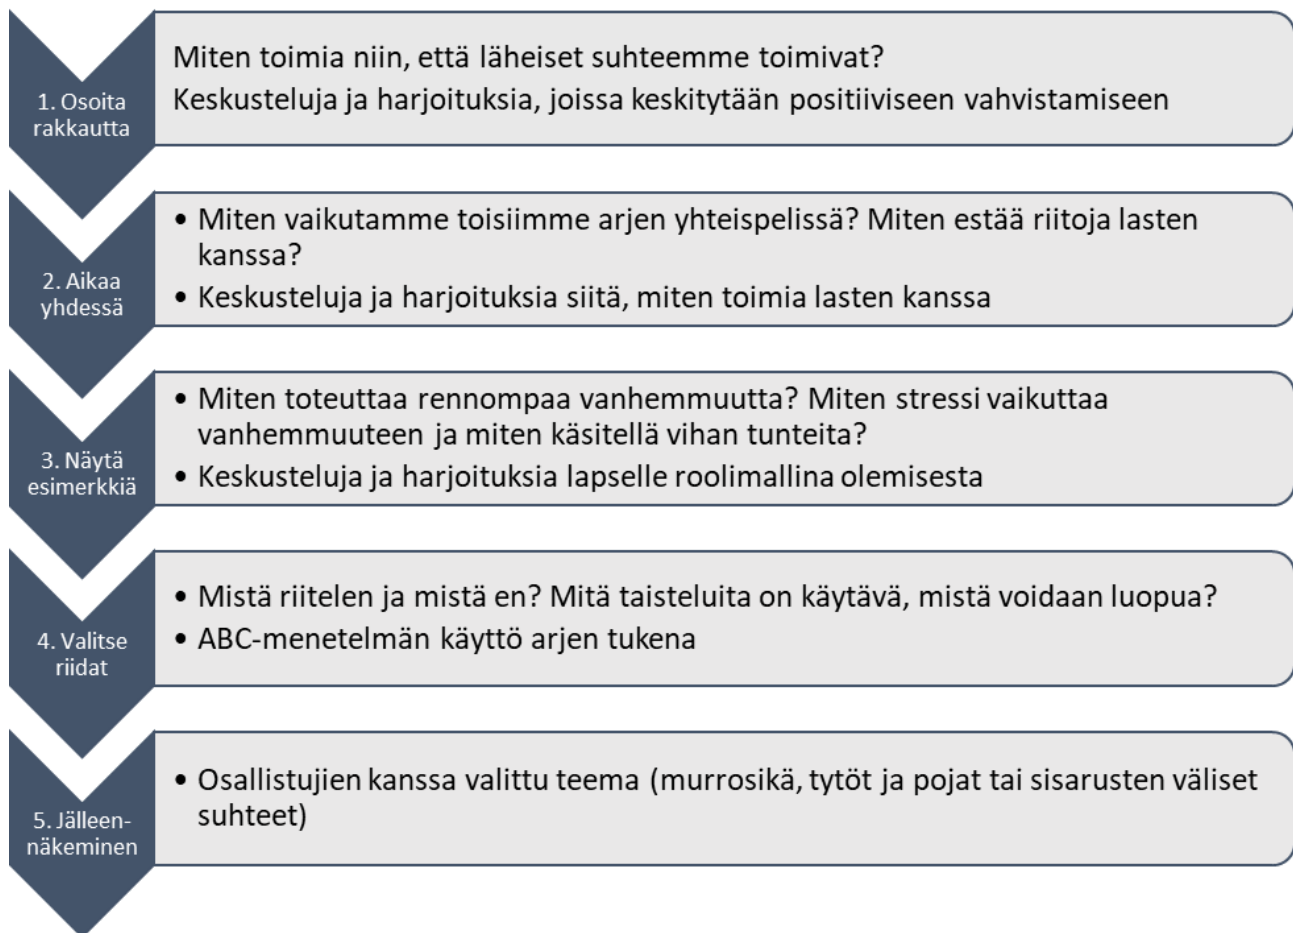 1. Osoita
rakkautta
Miten toimia niin, että läheiset suhteemme toimivat?
Keskusteluja ja harjoituksia, joissa keskitytään positiiviseen vahvistamiseen
2. Aikaa
yhdessä
• Miten vaikutamme toisiimme arjen yhteispelissä? Miten estää riitoja lasten
kanssa?
• Keskusteluja ja harjoituksia siitä, miten toimia lasten kanssa
3. Näytä
esimerkkiä
• Miten toteuttaa rennompaa vanhemmuutta? Miten stressi vaikuttaa
vanhemmuuteen ja miten käsitellä vihan tunteita?
• Keskusteluja ja harjoituksia lapselle roolimallina olemisesta
4. Valitse
riidat
• Mistä riitelen ja mistä en? Mitä taisteluita on käytävä, mistä voidaan luopua?
• ABC-menetelmän käyttö arjen tukena
5. Jälleen-
näkeminen
• Osallistujien kanssa valittu teema (murrosikä, tytöt ja pojat tai sisarusten väliset
suhteet)